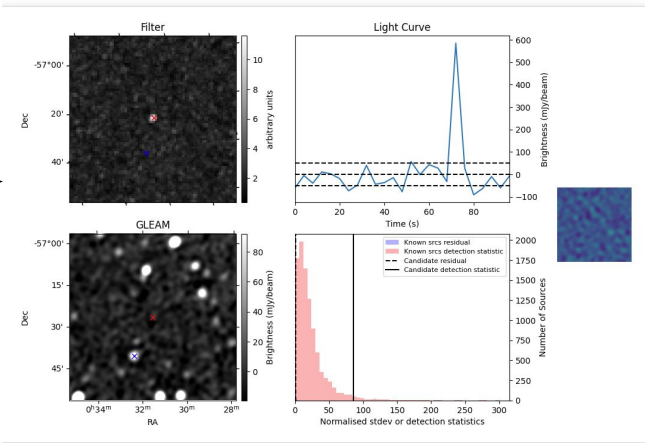 Filter
-57°00'
20'
40'
Dec
10
8
6
4
2
arbitrary units
Light Curve
600
500
400
300
200
100
0
−100
Brightness (mJy/beam)
0
20
40
60
80
Time (s)
GLEAM
-57°00'
15'
30'
45'
Dec
0ʰ34ᵐ
32ᵐ
30ᵐ
28ᵐ
RA
80
60
40
20
0
Brightness (mJy/beam)
Known srcs residual
Known srcs detection statistic
Candidate residual
Candidate detection statistic
2000
1750
1500
1250
1000
750
500
250
0
Number of Sources
0
50
100
150
200
250
300
Normalised stdev or detection statistics